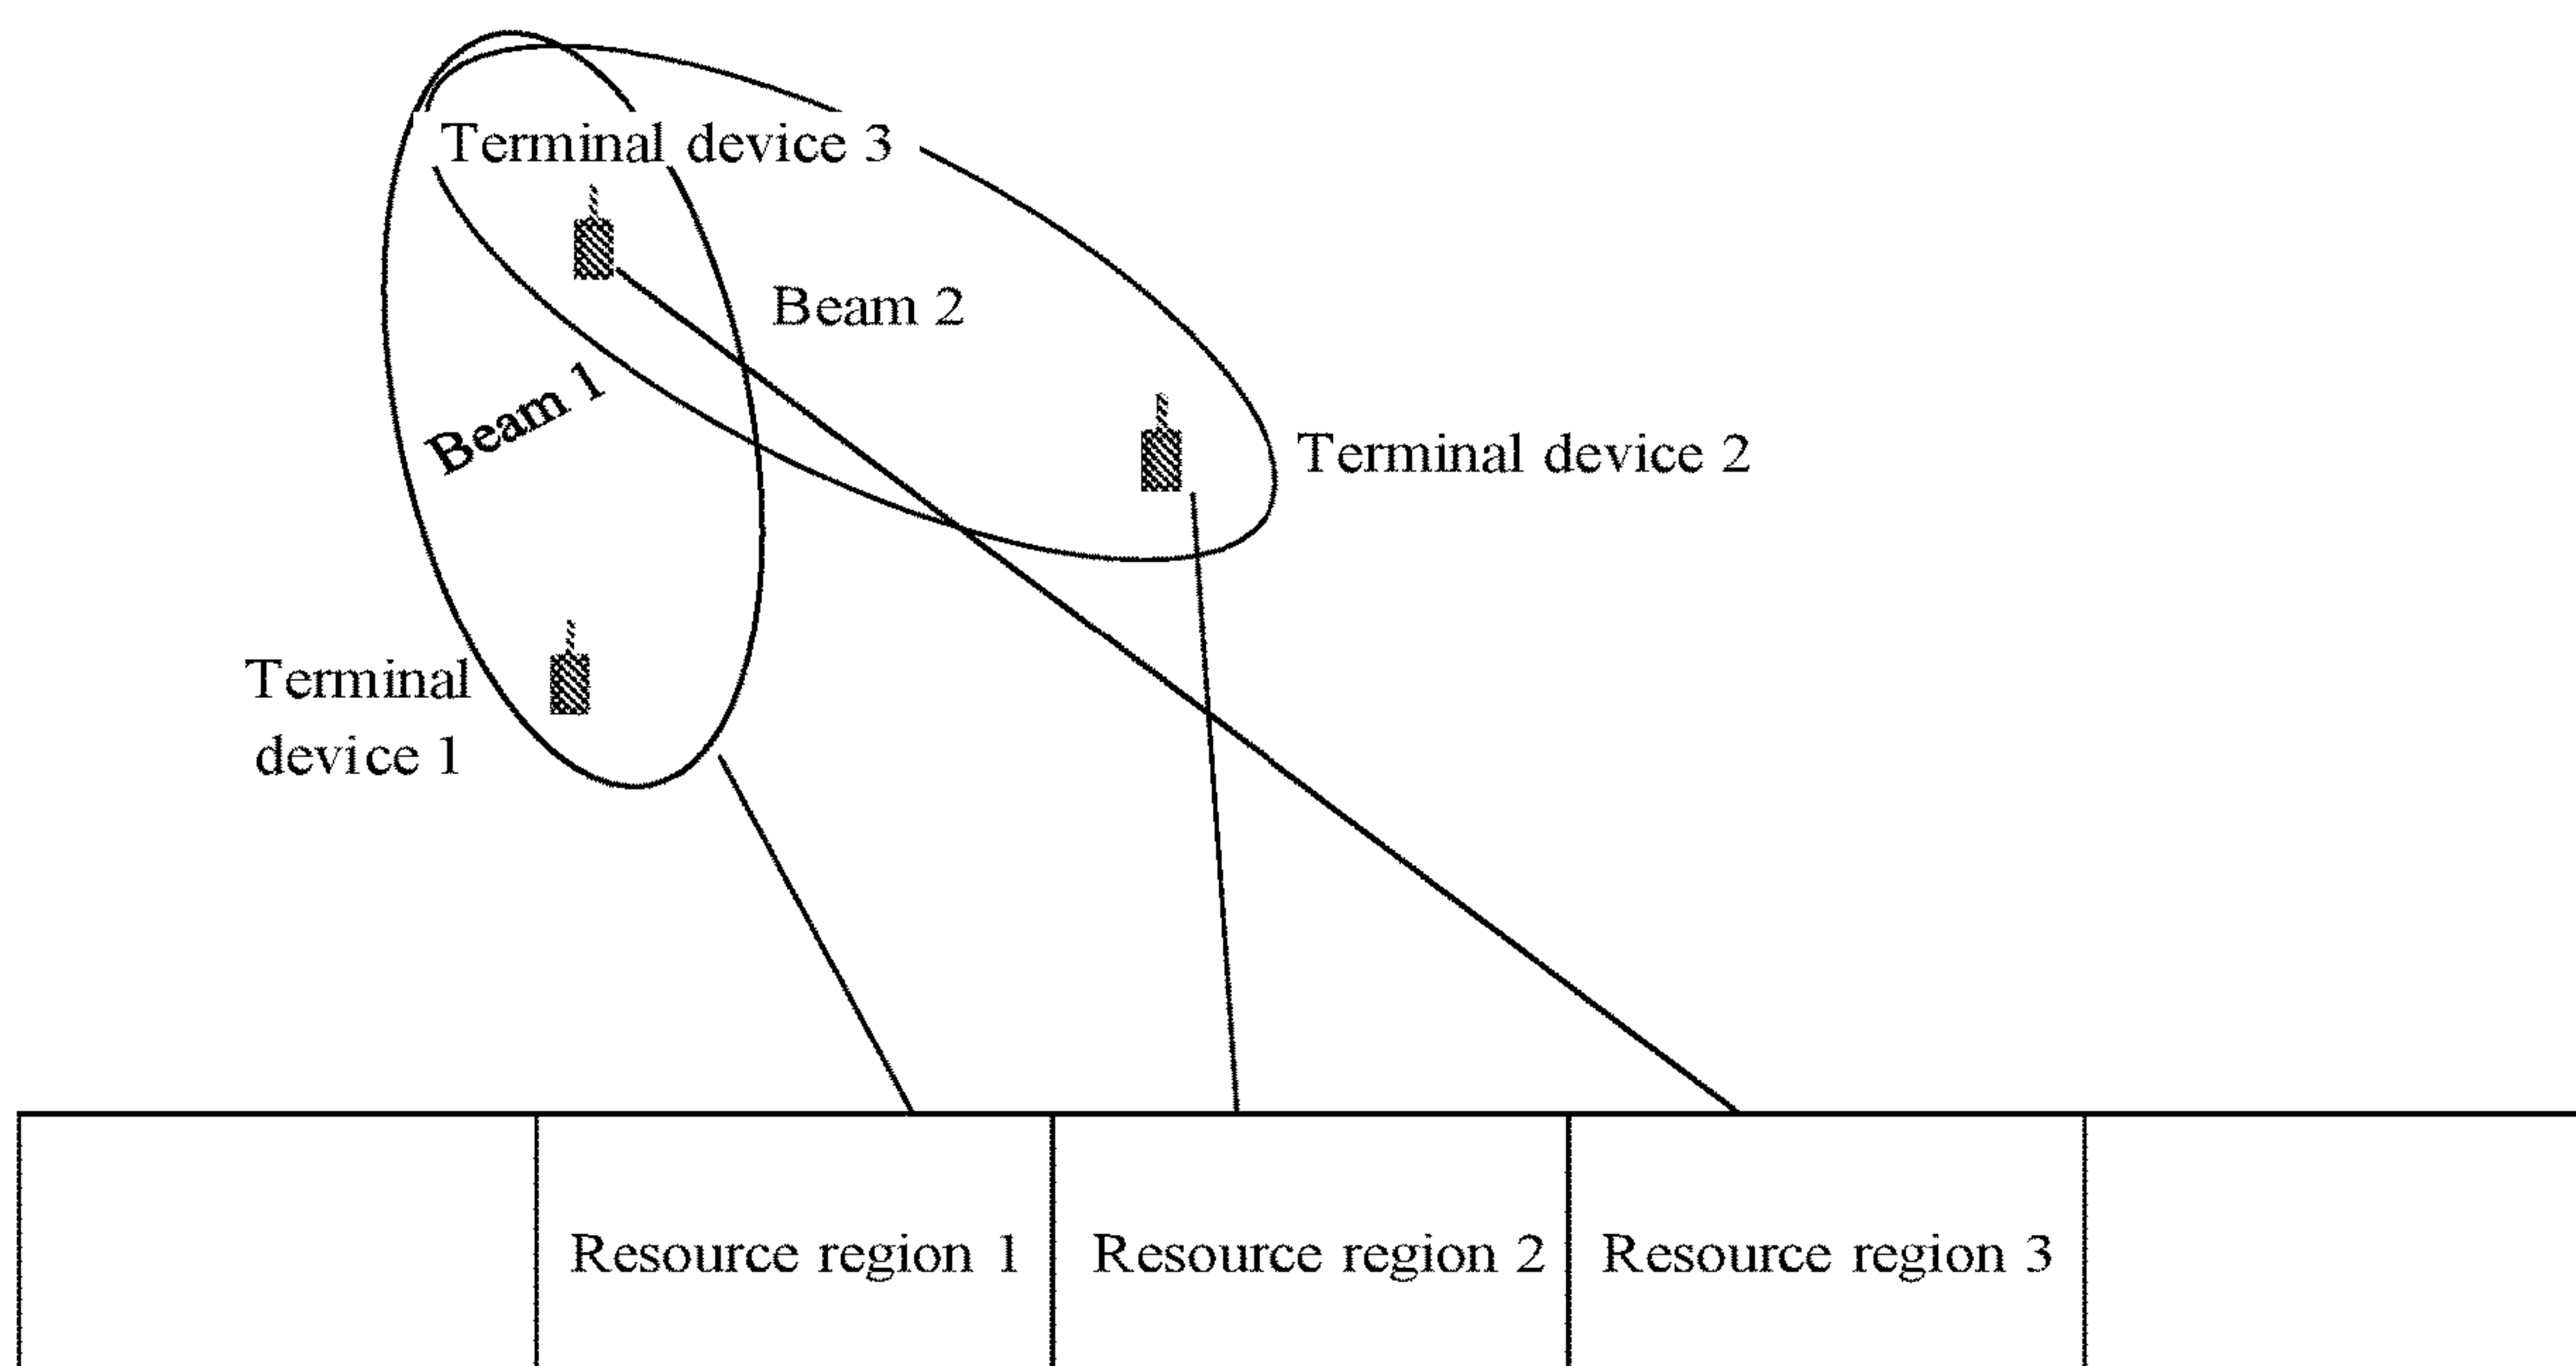 Terminal device 3
Beam 2
Beam 1
Terminal device 2
Terminal
device 1
Resource region 1
Resource region 2
Resource region 3